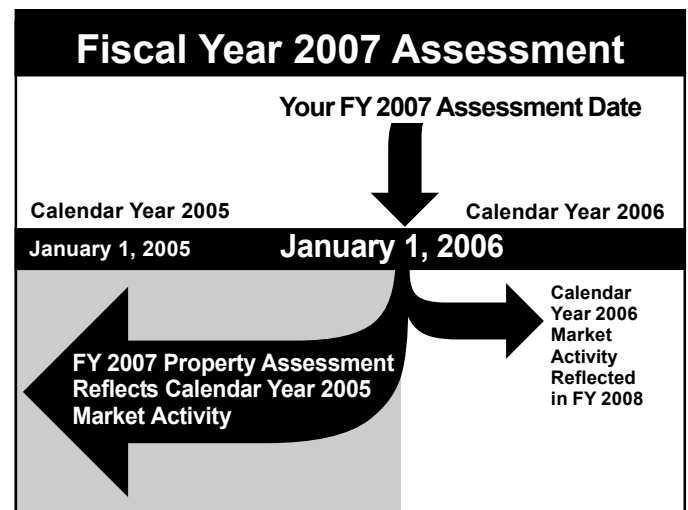 Fiscal Year 2007 Assessment
Your FY 2007 Assessment Date
Calendar Year 2005
Calendar Year 2006
January 1, 2005
January 1, 2006
FY 2007 Property Assessment
Reflects Calendar Year 2005
Market Activity
Calendar
Year 2006
Market
Activity
Reflected
in FY 2008